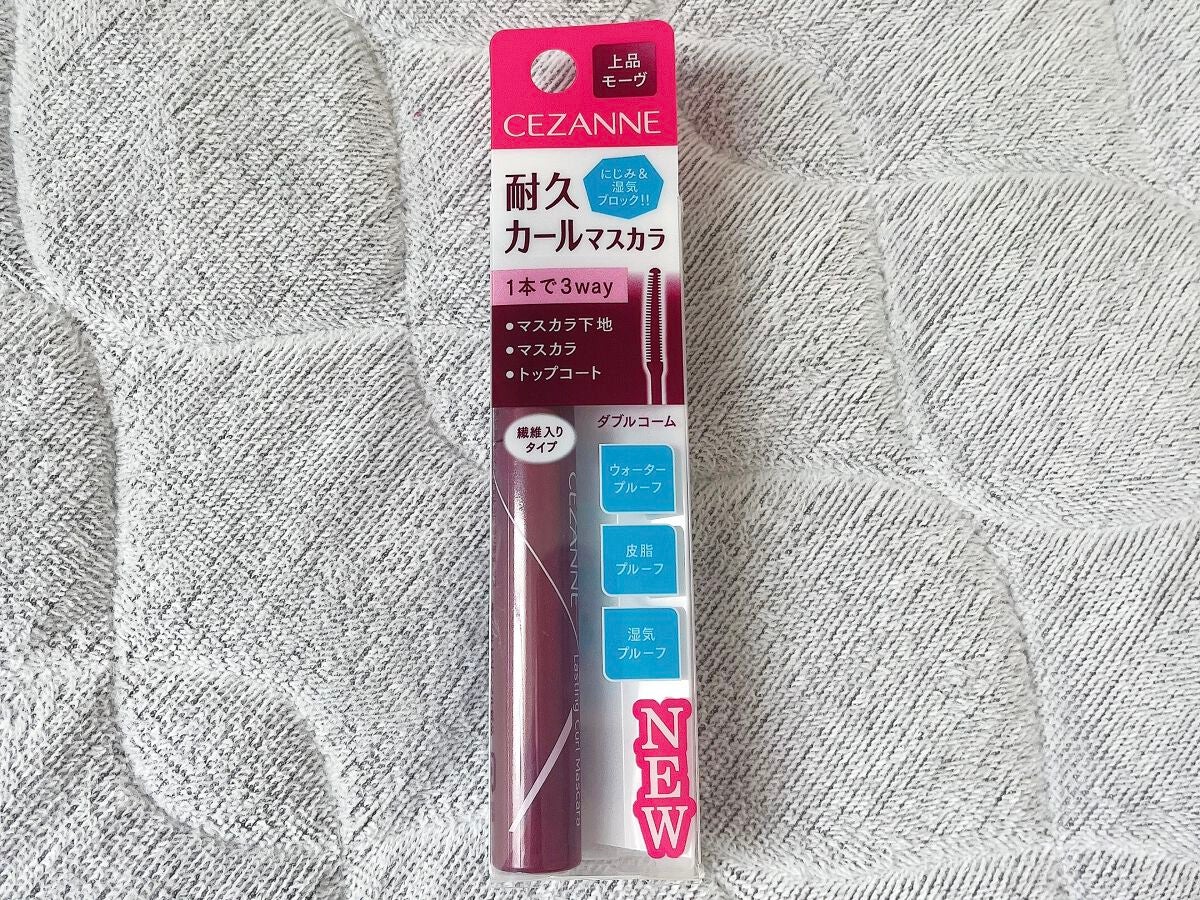 上品
モーヴ
CEZANNE
にじみ&
湿気
ブロック!!
耐久
カールマスカラ
1本で3way
●マスカラ下地
●マスカラ
●トップコート
ダブルコーム
繊維入り
タイプ
ウォーター
プルーフ
皮脂
プルーフ
湿気
プルーフ
CEZANNE Lasting Curl Mascara
NEW